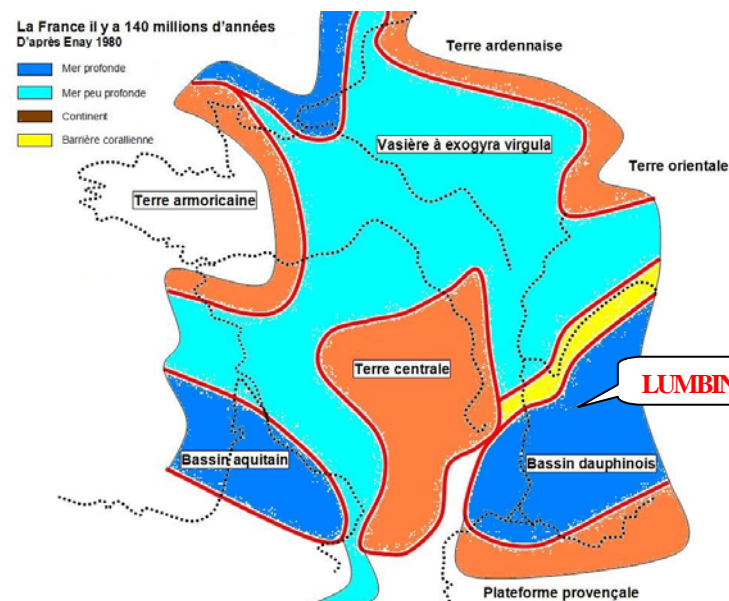 La France il y a 140 millions d'années
D'après Enay 1980
Mer profonde
Mer peu profonde
Continent
Barrière corallienne
Terre ardennaise
Vasière à exogyra virgula
Terre orientale
Terre armoricaine
Terre centrale
LUMBIN
Bassin aquitain
Bassin dauphinois
Plateforme provençale